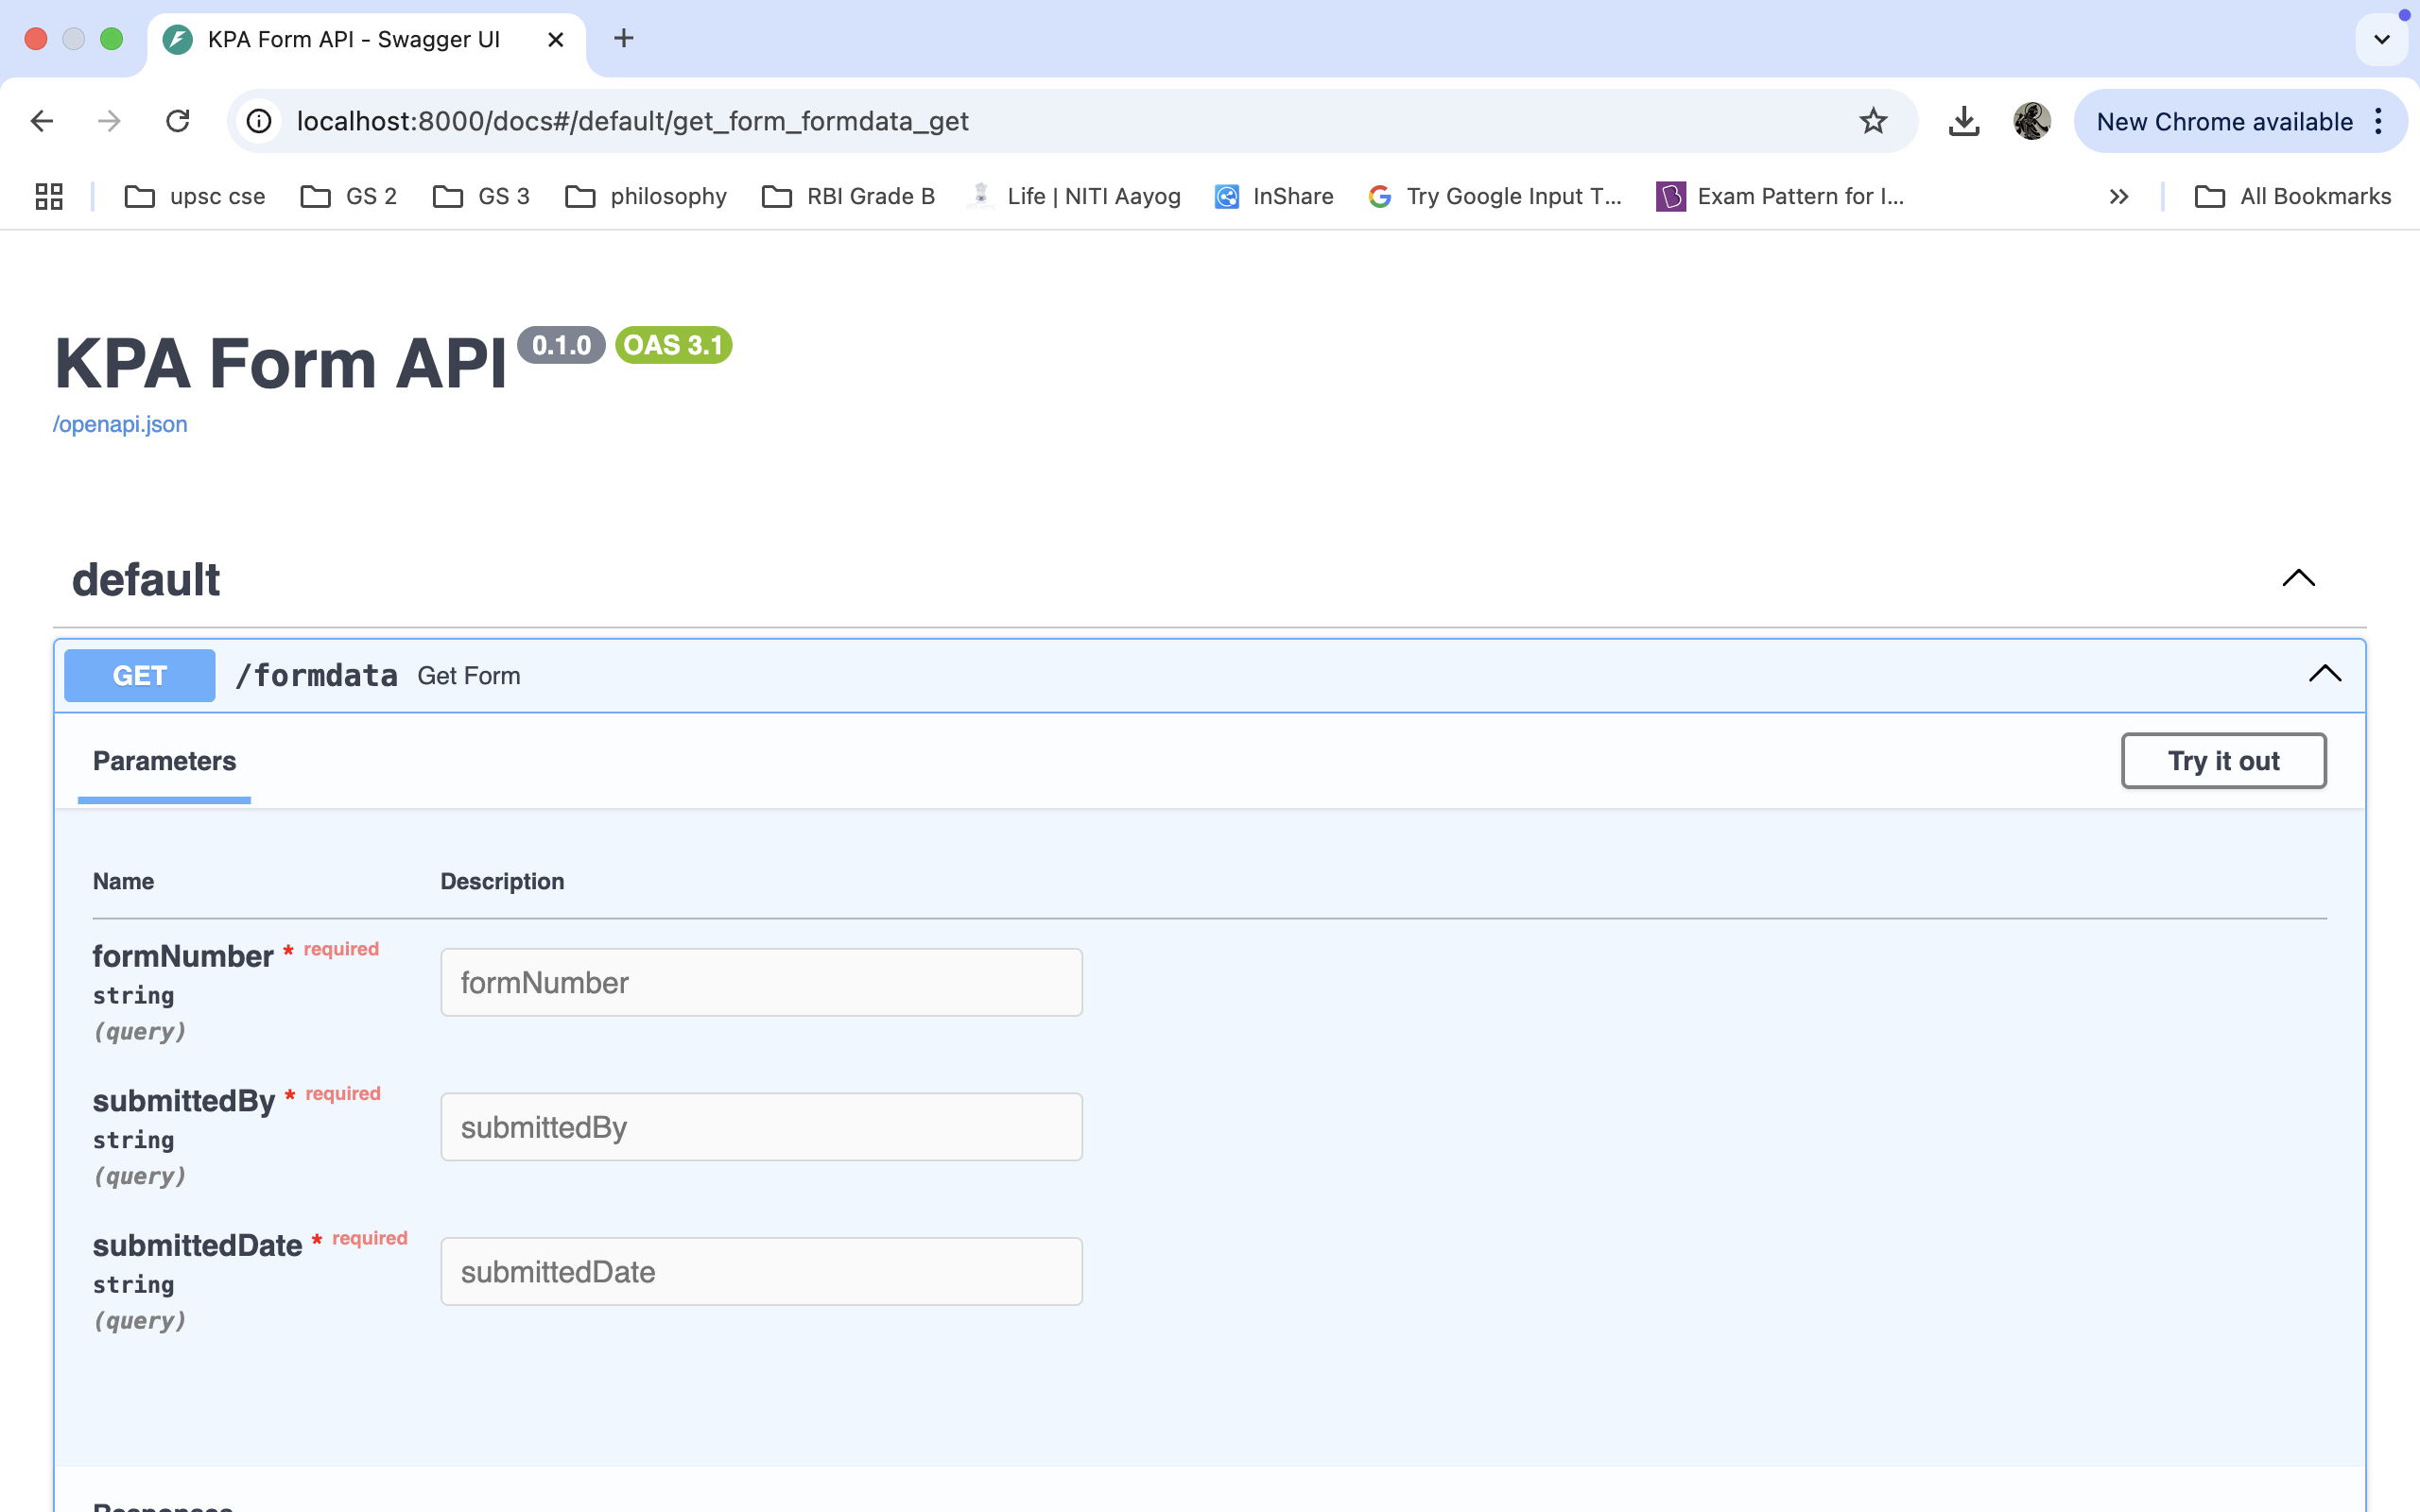 KPA Form API - Swagger UI
localhost:8000/docs#/default/get_form_formdata_get
New Chrome available
upsc cse
GS 2
GS 3
philosophy
RBI Grade B
Life | NITI Aayog
InShare
Try Google Input T...
Exam Pattern for I...
All Bookmarks
KPA Form API 0.1.0 OAS 3.1
/openapi.json
default
GET /formdata Get Form
Parameters
Try it out
Name Description
formNumber * required
string
(query)
formNumber
submittedBy * required
string
(query)
submittedBy
submittedDate * required
string
(query)
submittedDate
Responses